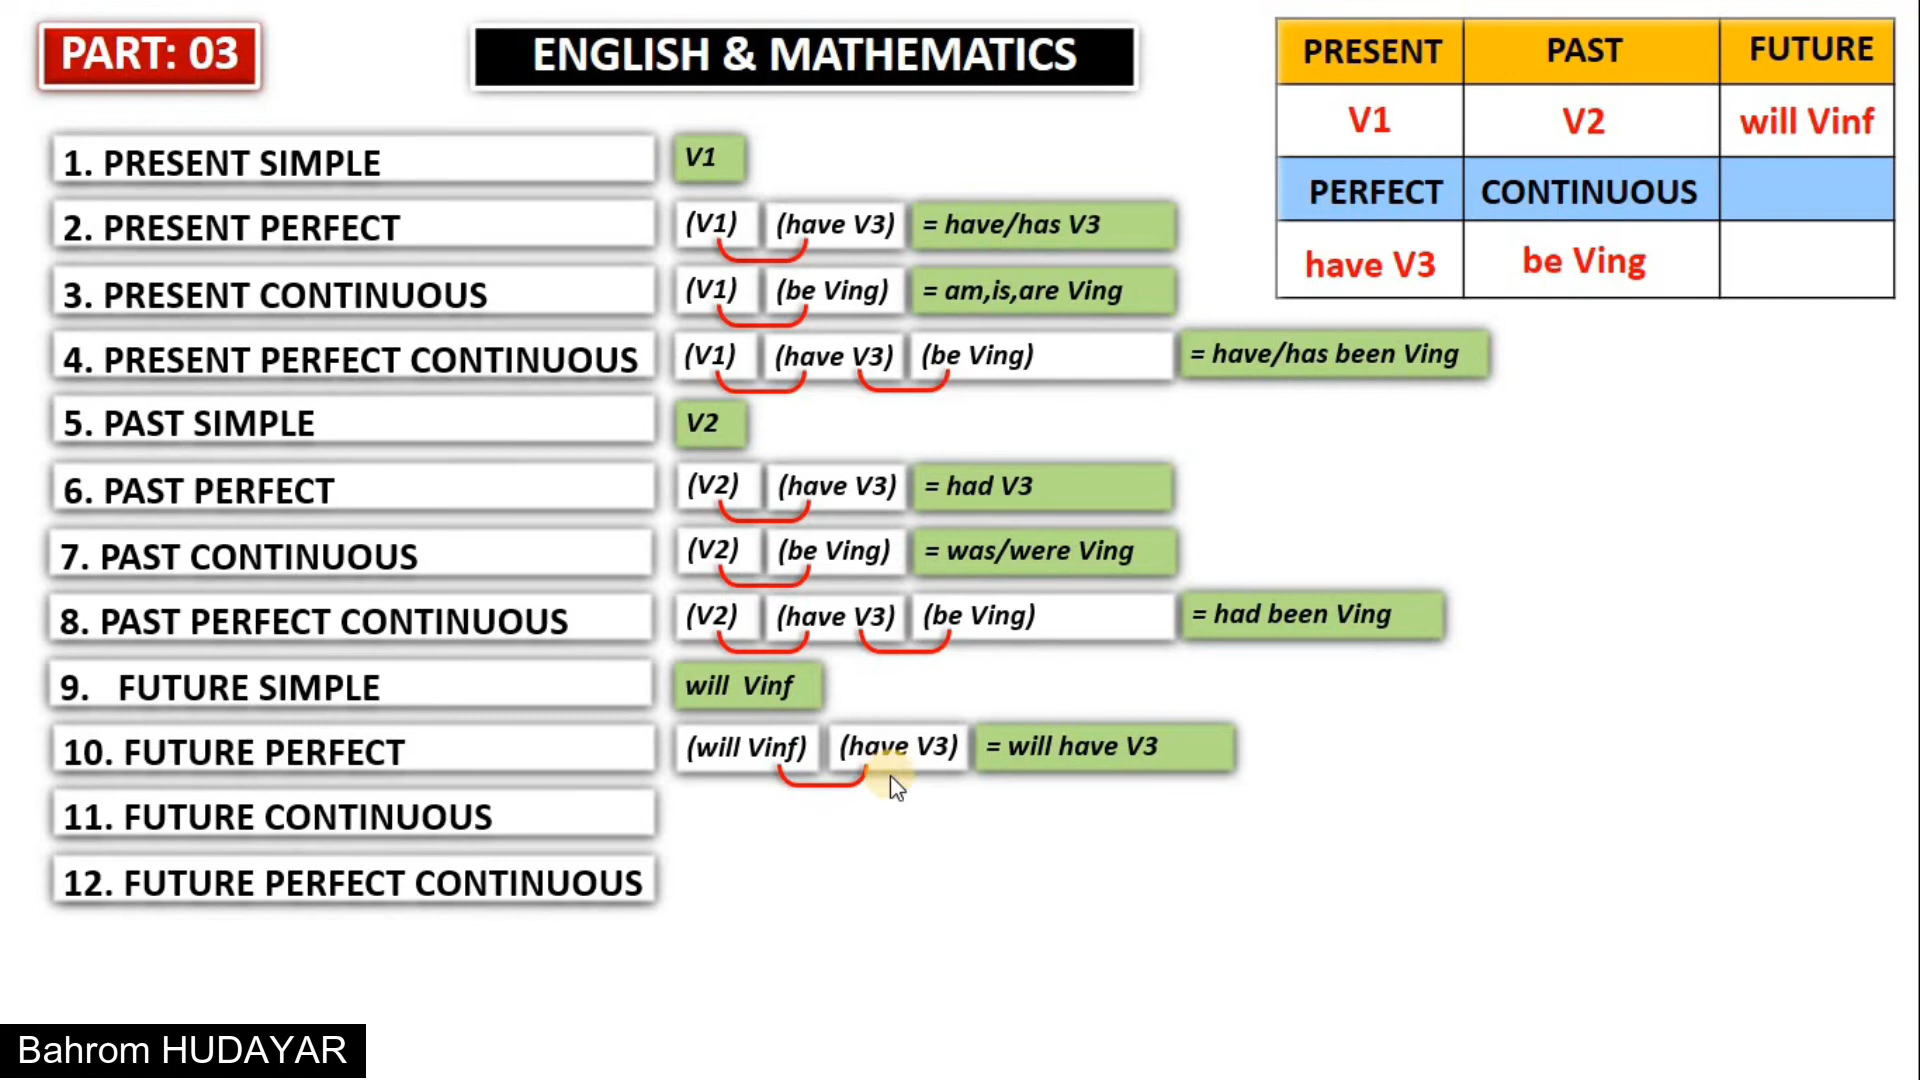 PART: 03
ENGLISH & MATHEMATICS
PRESENT PAST FUTURE
V1 V2 will Vinf
PERFECT CONTINUOUS
have V3 be Ving
1. PRESENT SIMPLE V1
2. PRESENT PERFECT (V1) (have V3) = have/has V3
3. PRESENT CONTINUOUS (V1) (be Ving) = am,is,are Ving
4. PRESENT PERFECT CONTINUOUS (V1) (have V3) (be Ving) = have/has been Ving
5. PAST SIMPLE V2
6. PAST PERFECT (V2) (have V3) = had V3
7. PAST CONTINUOUS (V2) (be Ving) = was/were Ving
8. PAST PERFECT CONTINUOUS (V2) (have V3) (be Ving) = had been Ving
9. FUTURE SIMPLE will Vinf
10. FUTURE PERFECT (will Vinf) (have V3) = will have V3
11. FUTURE CONTINUOUS
12. FUTURE PERFECT CONTINUOUS
Bahrom HUDAYAR